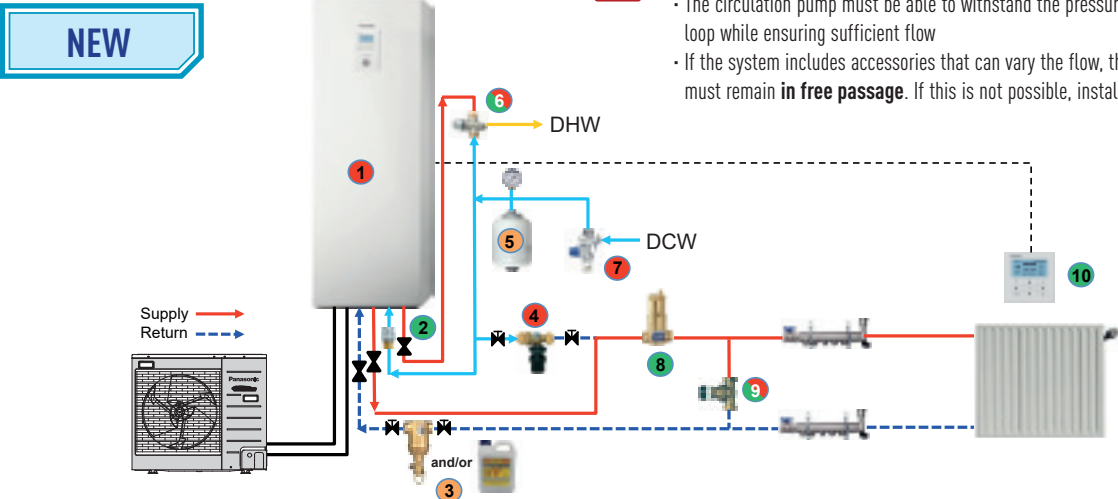 NEW
· The circulation pump must be able to withstand the pressur
loop while ensuring sufficient flow
· If the system includes accessories that can vary the flow, th
must remain in free passage. If this is not possible, instal
6
DHW
1
5
DCW
7
10
Supply
Return
2
4
8
9
Panasonic
and/or
3